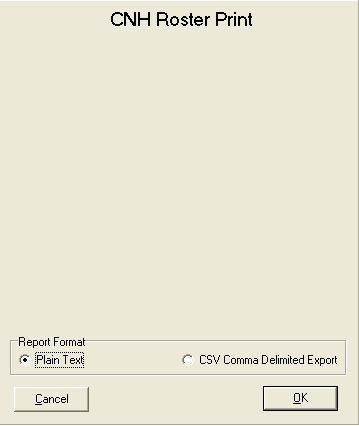 CNH Roster Print
Report Format
Plain Text
CSV Comma Delimited Export
Cancel
OK